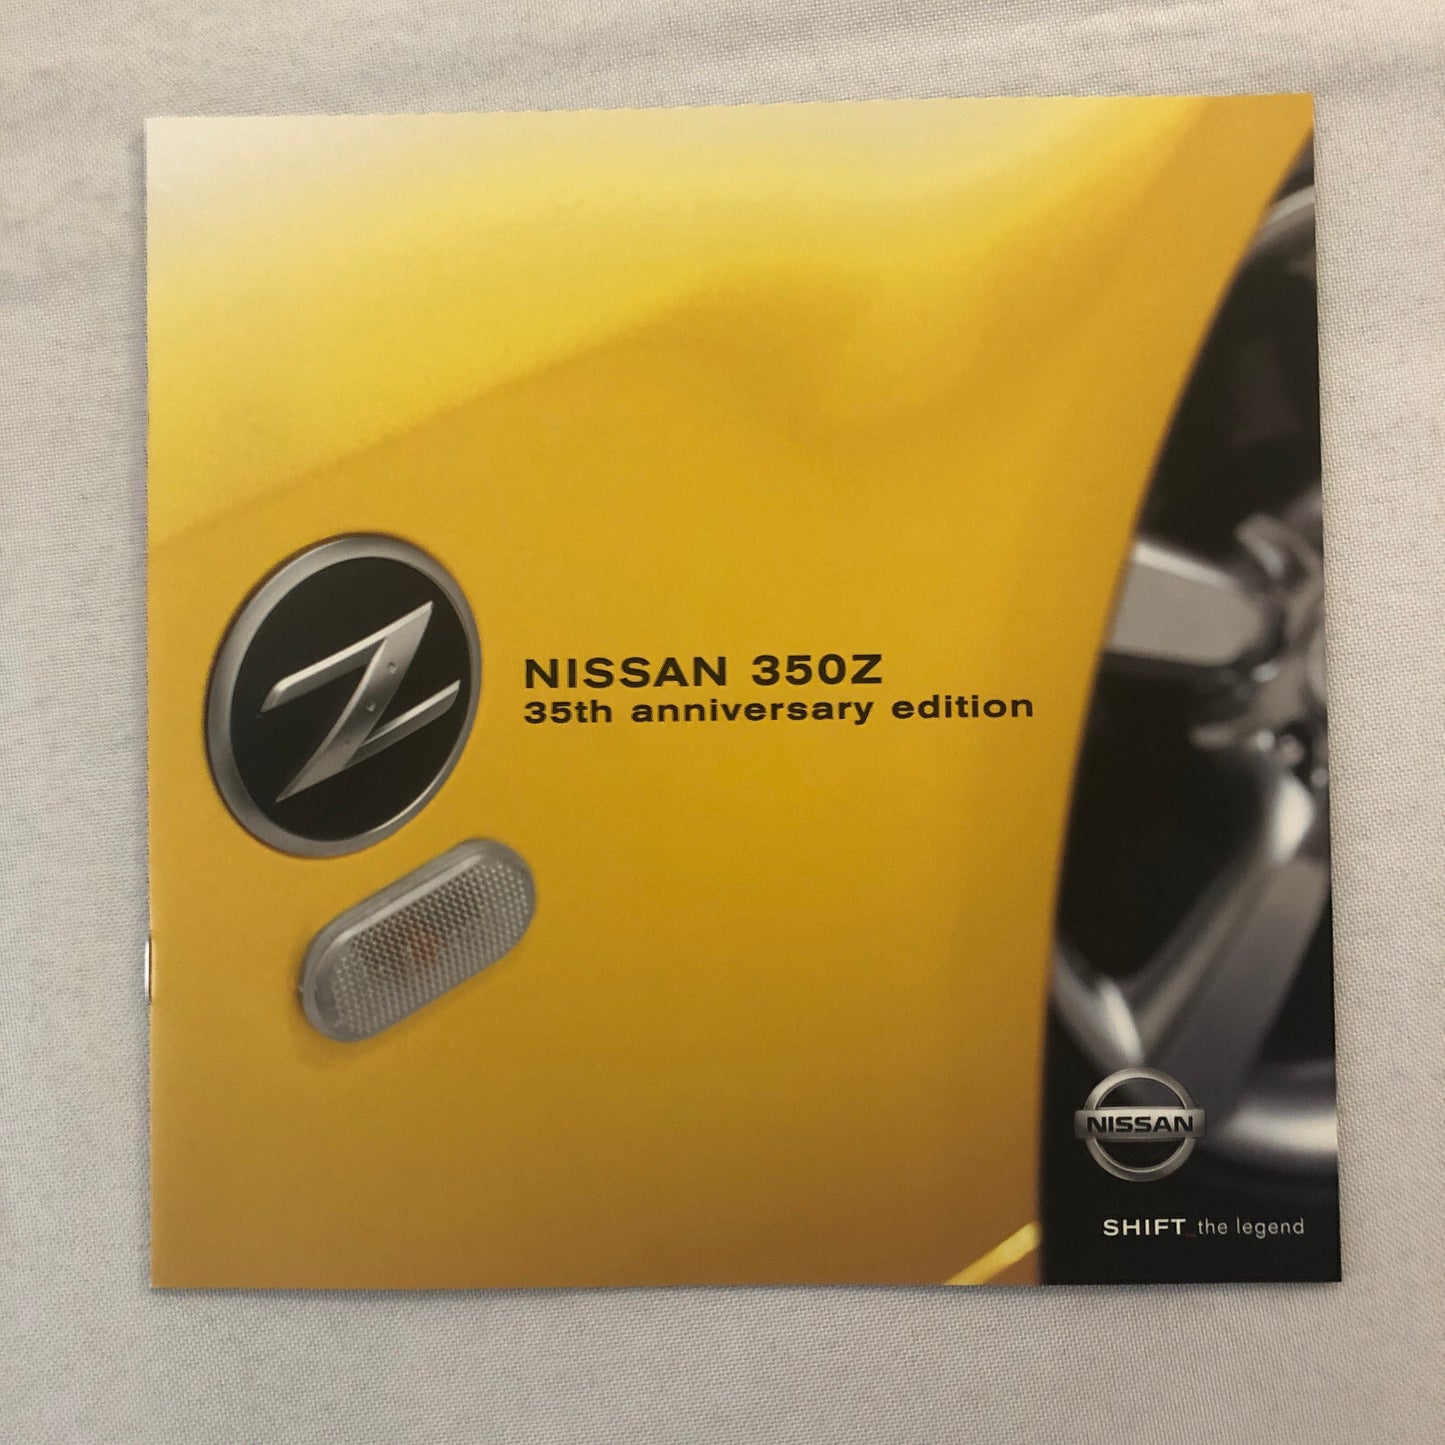 Z
NISSAN 350Z
35th anniversary edition
NISSAN
SHIFT_the legend